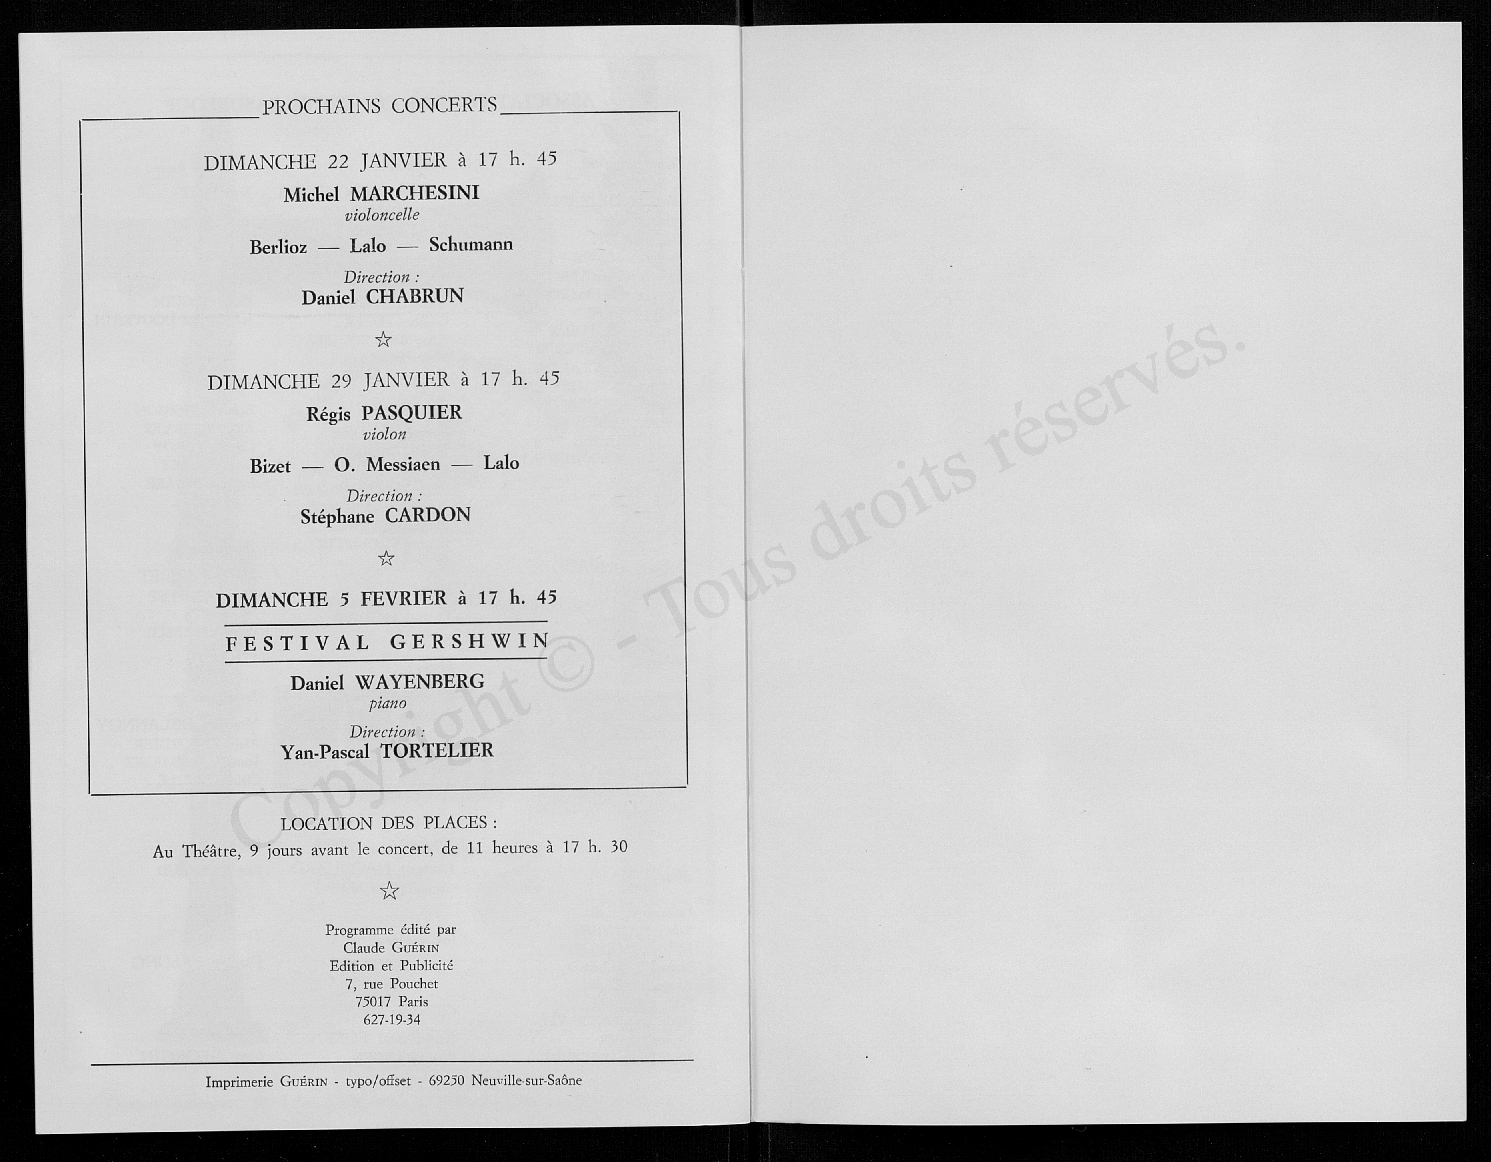 PROCHAINS CONCERTS
DIMANCHE 22 JANVIER à 17 h. 45
Michel MARCHESINI
violoncelle
Berlioz — Lalo — Schumann
Direction :
Daniel CHABRUN
☆
DIMANCHE 29 JANVIER à 17 h. 45
Régis PASQUIER
violon
Bizet — O. Messiaen — Lalo
Direction :
Stéphane CARDON
☆
DIMANCHE 5 FEVRIER à 17 h. 45
FESTIVAL GERSHWIN
Daniel WAYENBERG
piano
Direction :
Yan-Pascal TORTELIER
LOCATION DES PLACES :
Au Théâtre, 9 jours avant le concert, de 11 heures à 17 h. 30
☆
Programme édité par
Claude GUÉRIN
Edition et Publicité
7, rue Pouchet
75017 Paris
627-19-34
Imprimerie GUÉRIN - typo/offset - 69250 Neuville-sur-Saône
Copyright © - Tous droits réservés.